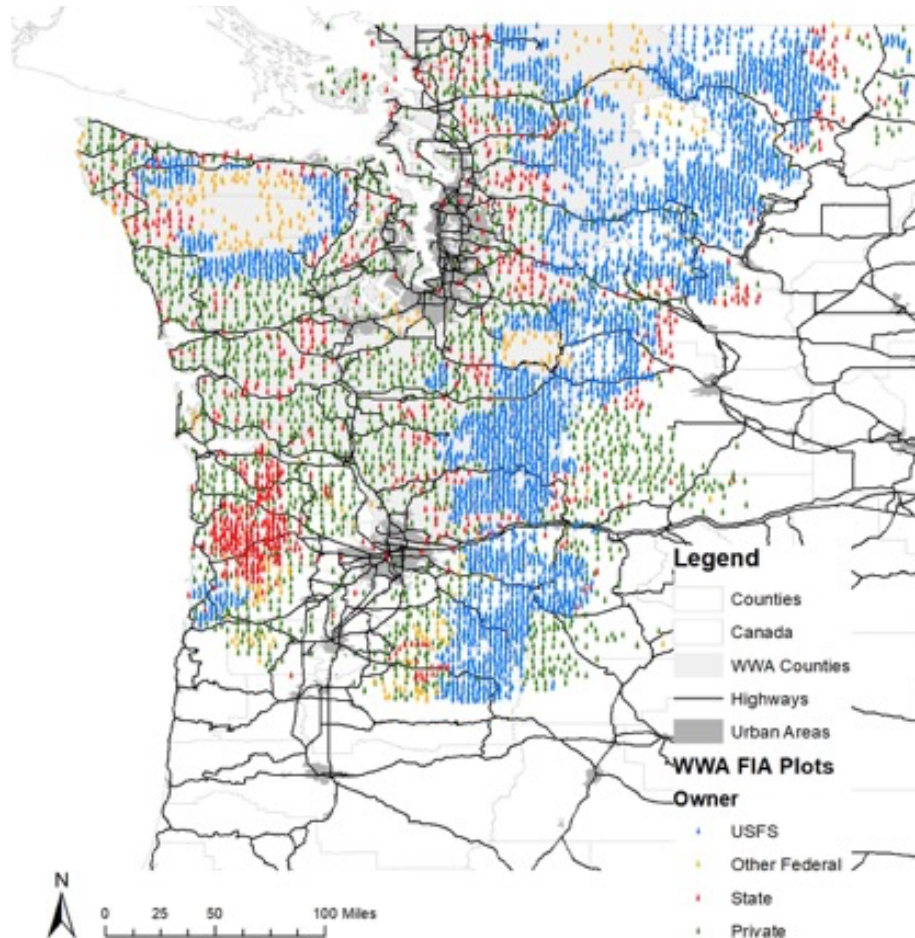 Legend
Counties
Canada
WWA Counties
Highways
Urban Areas
WWA FIA Plots
Owner
USFS
Other Federal
State
Private
N
0 25 50 100 Miles